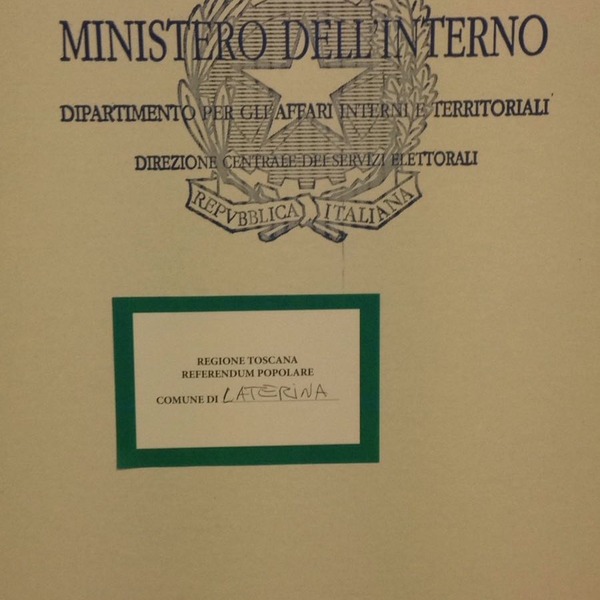 MINISTERO DELL'INTERNO
DIPARTIMENTO PER GLI AFFARI INTERNI E TERRITORIALI
DIREZIONE CENTRALE DEI SERVIZI ELETTORALI
REPVBBLICA ITALIANA
REGIONE TOSCANA
REFERENDUM POPOLARE
COMUNE DI LATERINA